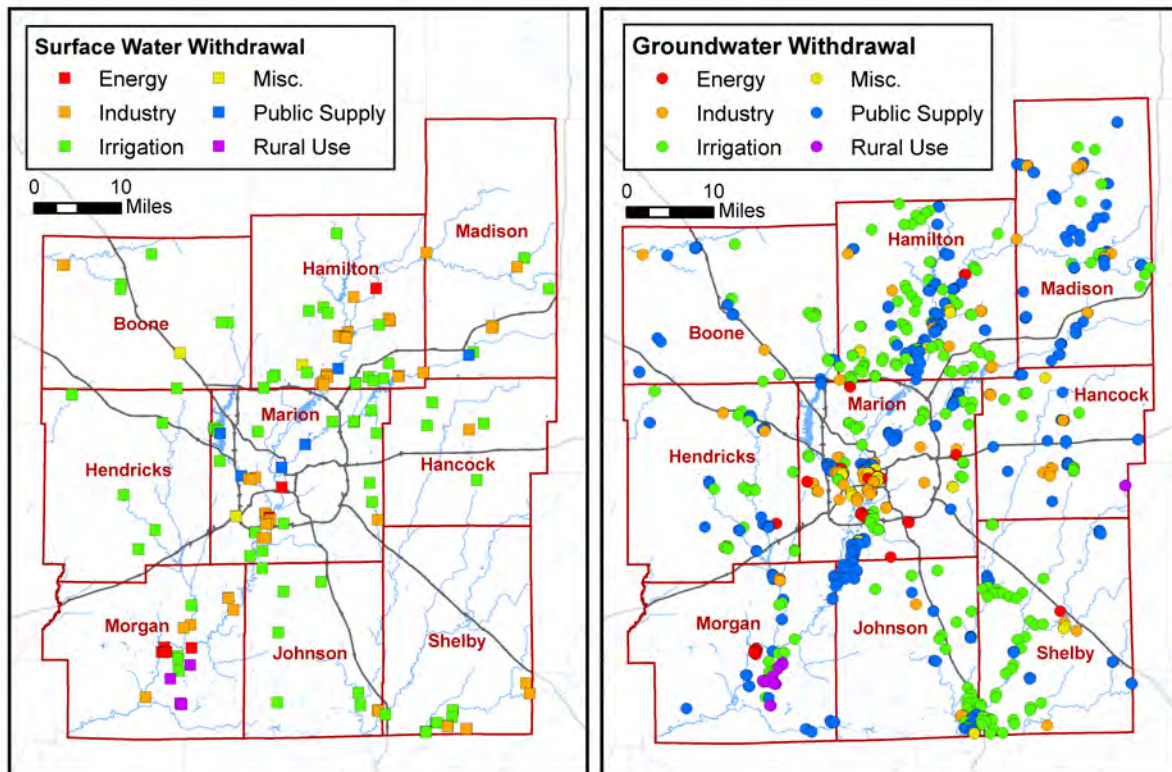 Surface Water Withdrawal
Energy Misc.
Industry Public Supply
Irrigation Rural Use
0 10
Miles
Madison
Hamilton
Boone
Marion
Hendricks
Hancock
Morgan
Johnson
Shelby
Groundwater Withdrawal
Energy Misc.
Industry Public Supply
Irrigation Rural Use
0 10
Miles
Hamilton
Madison
Boone
Hancock
Marion
Hendricks
Morgan
Johnson
Shelby